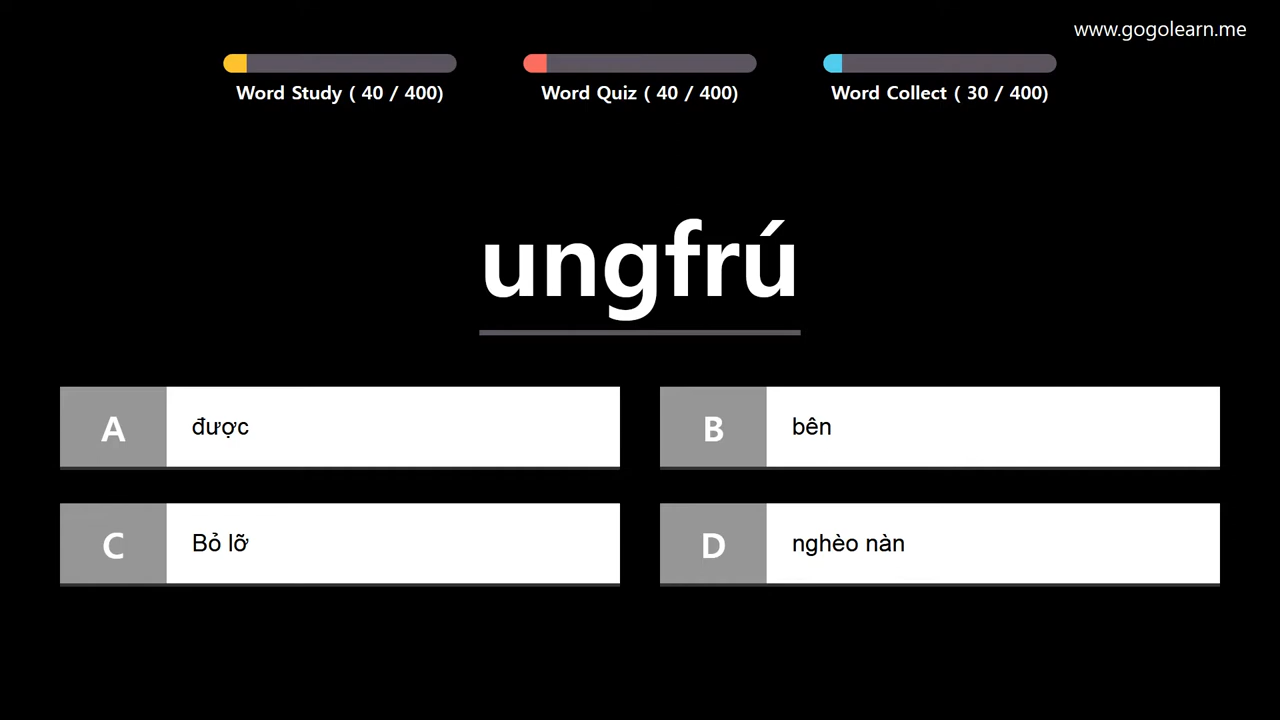 www.gogolearn.me
Word Study ( 40 / 400)
Word Quiz ( 40 / 400)
Word Collect ( 30 / 400)
ungfrú
A được
B bên
C Bỏ lỡ
D nghèo nàn